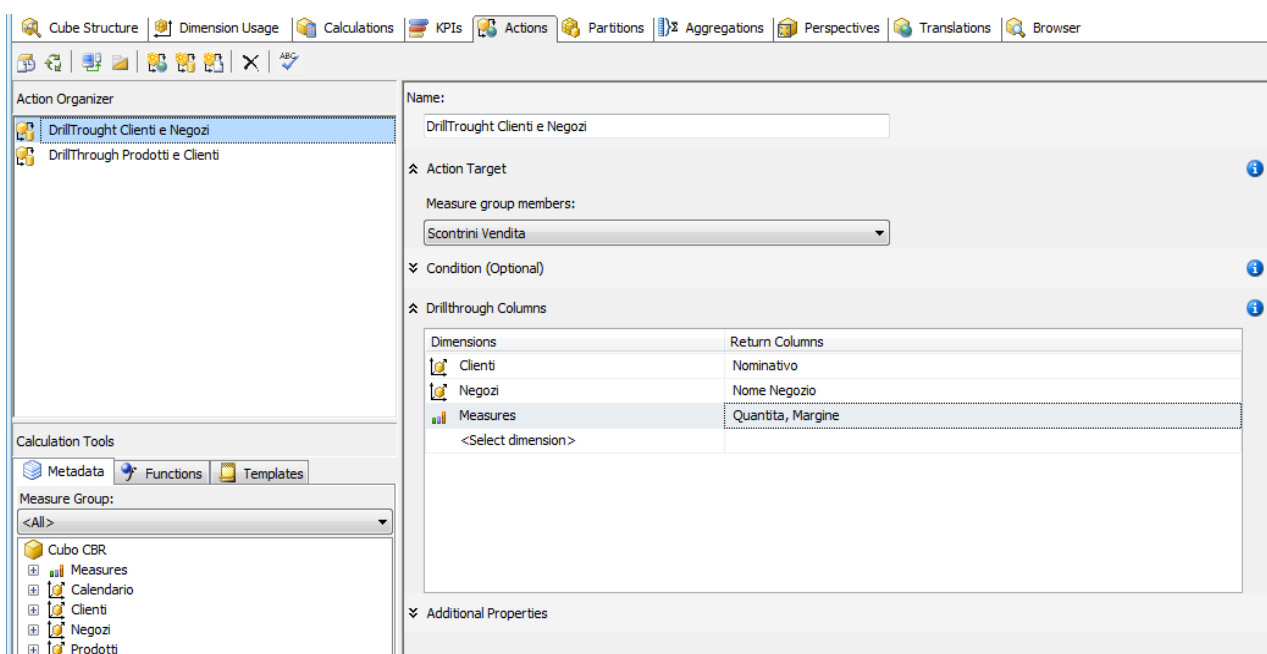 Cube Structure Dimension Usage Calculations KPIs Actions Partitions Aggregations Perspectives Translations Browser
ABC
Action Organizer
DrillTrought Clienti e Negozi
DrillThrough Prodotti e Clienti
Name:
DrillTrought Clienti e Negozi
Action Target
Measure group members:
Scontrini Vendita
Condition (Optional)
Drillthrough Columns
Dimensions Return Columns
Clienti Nominativo
Negozi Nome Negozio
Measures Quantita, Margine
<Select dimension>
Additional Properties
Calculation Tools
Metadata Functions Templates
Measure Group:
<All>
Cubo CBR
Measures
Calendario
Clienti
Negozi
Prodotti